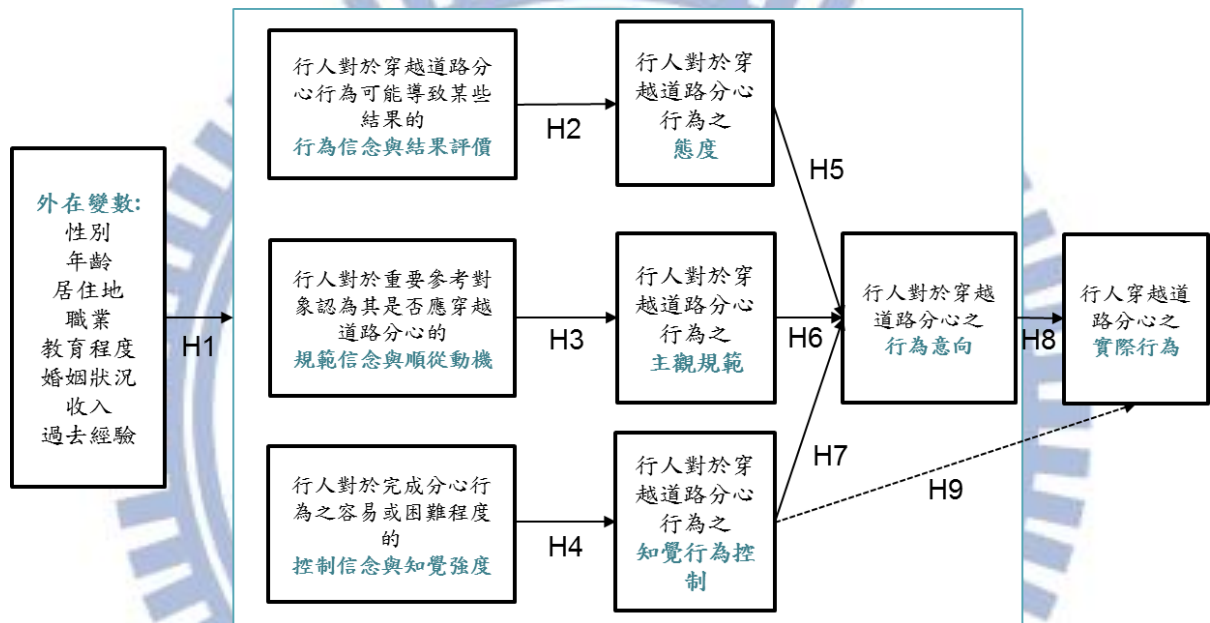 外在變數:
性別
年齡
居住地
職業
教育程度
婚姻狀況
收入
過去經驗
H1
行人對於穿越道路分
心行為可能導致某些
結果的
行為信念與結果評價
H2
行人對於穿
越道路分心
行為之
態度
H5
行人對於重要參考對
象認為其是否應穿越
道路分心的
規範信念與順從動機
H3
行人對於穿
越道路分心
行為之
主觀規範
H6
行人對於穿越
道路分心之
行為意向
H8
行人穿越道
路分心之
實際行為
行人對於完成分心行
為之容易或困難程度
的
控制信念與知覺強度
H4
行人對於穿
越道路分心
行為之
知覺行為控
制
H7
H9